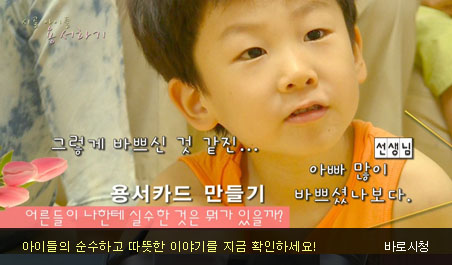 용서하기
그렇게 바쁘신 것 같진...
선생님
아빠 많이
바쁘셨나보다.
용서카드 만들기
어른들이 나한테 실수한 것은 뭐가 있을까?
아이들의 순수하고 따뜻한 이야기를 지금 확인하세요!
바로시청